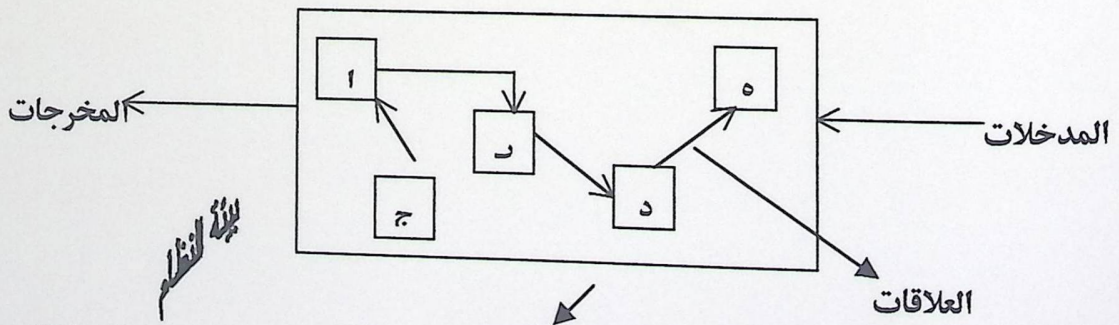 ا
ه
المخرجات
ر
المدخلات
د
ج
بيئة النظام
العلاقات